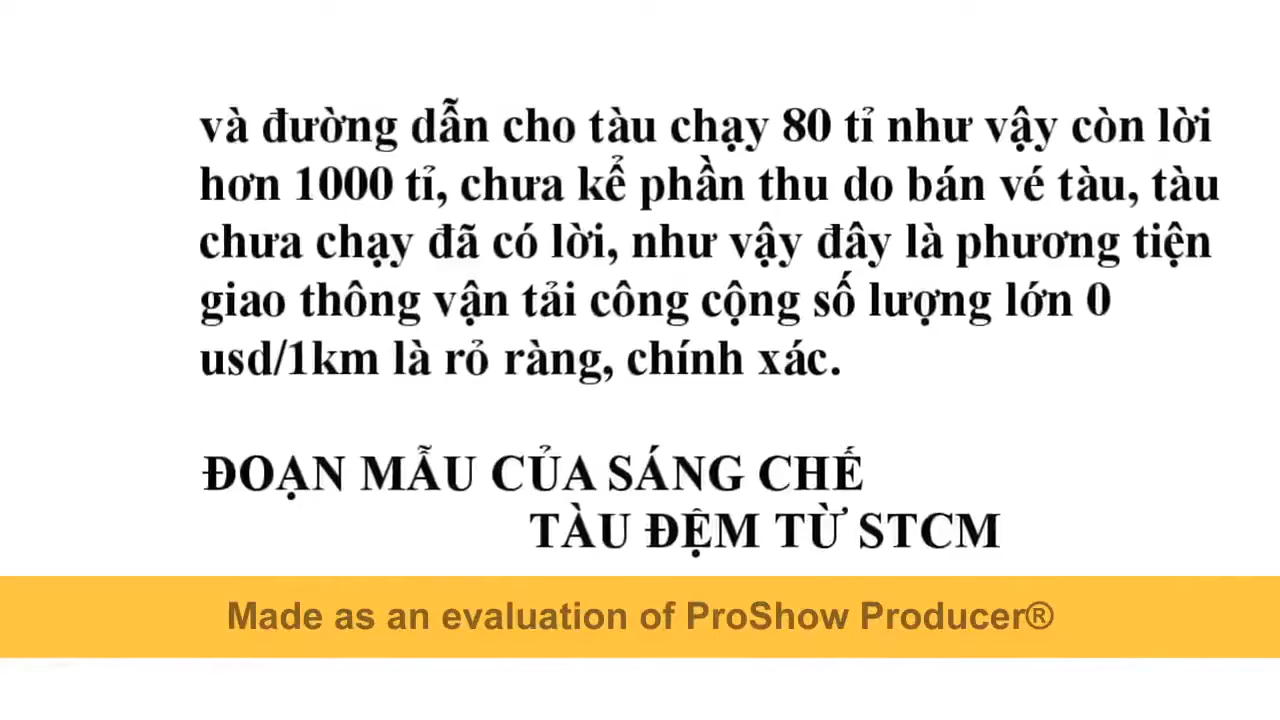 và đường dẫn cho tàu chạy 80 tỉ như vậy còn lời
hơn 1000 tỉ, chưa kể phần thu do bán vé tàu, tàu
chưa chạy đã có lời, như vậy đây là phương tiện
giao thông vận tải công cộng số lượng lớn 0
usd/1km là rỏ ràng, chính xác.
ĐOẠN MẪU CỦA SÁNG CHẾ
TÀU ĐỆM TỪ STCM
Made as an evaluation of ProShow Producer®